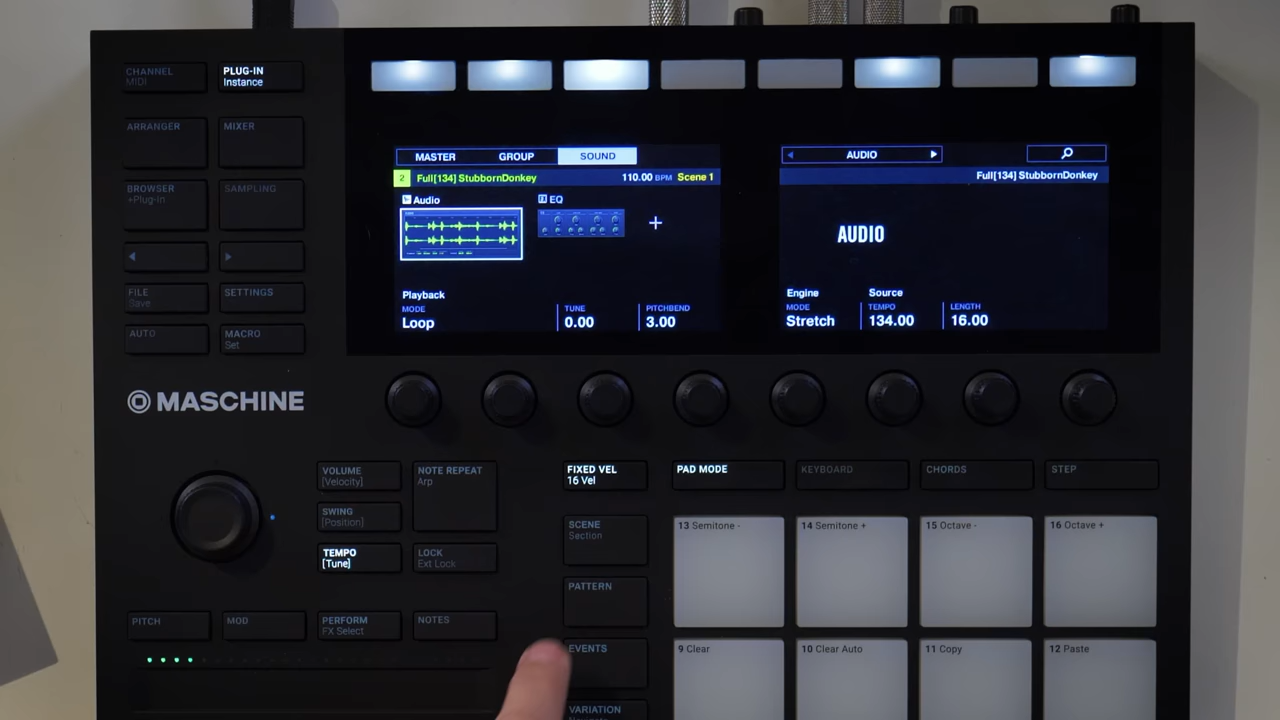 CHANNEL
MIDI
PLUG-IN
Instance
ARRANGER
MIXER
BROWSER
+Plug-In
SAMPLING
FILE
Save
SETTINGS
AUTO
MACRO
Set
MASTER
GROUP
SOUND
2
Full[134] StubbornDonkey
110.00 BPM
Scene 1
Audio
EQ
Playback
MODE
Loop
TUNE
0.00
PITCHBEND
3.00
AUDIO
Full[134] StubbornDonkey
AUDIO
Engine
MODE
Stretch
Source
TEMPO
134.00
LENGTH
16.00
MASCHINE
VOLUME
[Velocity]
NOTE REPEAT
Arp
SWING
[Position]
TEMPO
[Tune]
LOCK
Ext Lock
PITCH
MOD
PERFORM
FX Select
NOTES
FIXED VEL
16 Vel
PAD MODE
KEYBOARD
CHORDS
STEP
SCENE
Section
PATTERN
EVENTS
VARIATION
13 Semitone -
14 Semitone +
15 Octave -
16 Octave +
9 Clear
10 Clear Auto
11 Copy
12 Paste